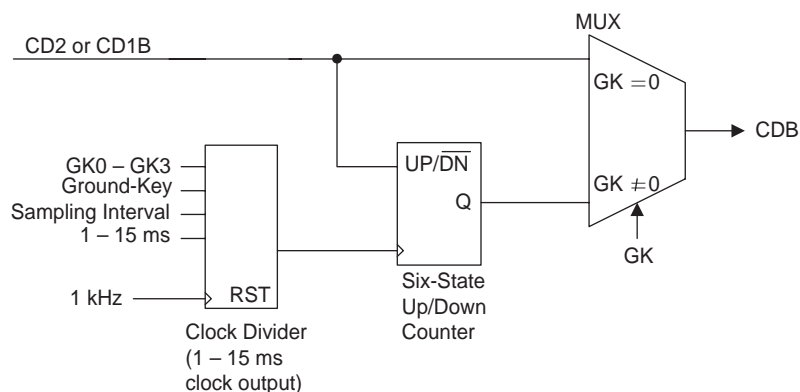 MUX
CD2 or CD1B
GK = 0
CDB
GK0 – GK3
Ground-Key
Sampling Interval
1 – 15 ms
UP/DN
Q
GK ≠ 0
GK
1 kHz
RST
Six-State
Up/Down
Counter
Clock Divider
(1 – 15 ms
clock output)